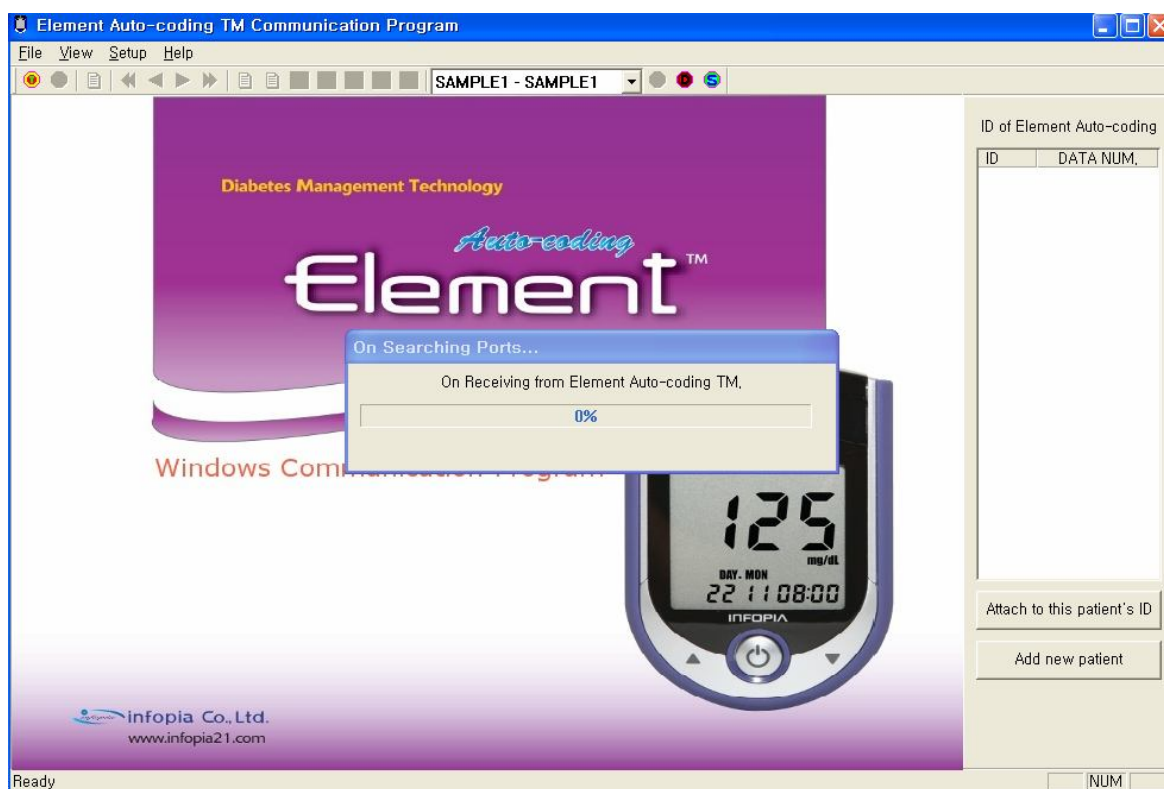 Element Auto-coding TM Communication Program
File View Setup Help
SAMPLE1 - SAMPLE1
ID of Element Auto-coding
ID DATA NUM,
Diabetes Management Technology
Auto-coding
Element TM
On Searching Ports...
On Receiving from Element Auto-coding TM,
0%
Windows Com
125
mg/dL
DAY. MON
22 11 08:00
INFOPIA
Attach to this patient's ID
Add new patient
infopia Co., Ltd.
www.infopia21.com
Ready NUM